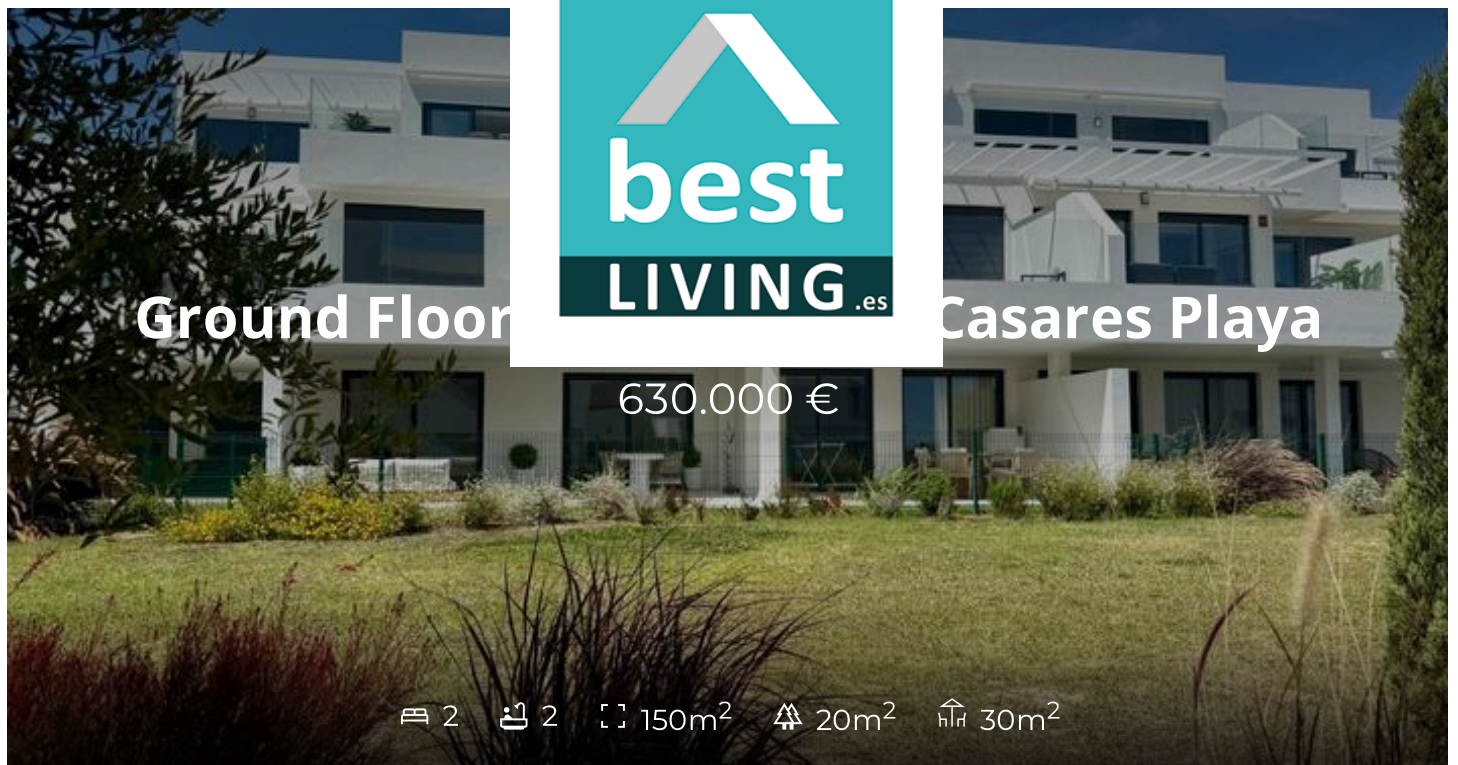 best
LIVING.es
Ground Floor Casares Playa
630.000 €
2 2 150m² 20m² 30m²